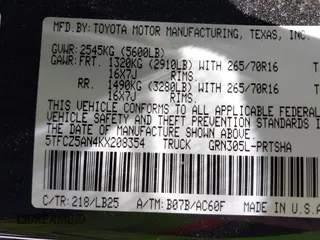 MFD.BY: TOYOTA MOTOR MANUFACTURING, TEXAS, INC.
GVWR: 2545KG (5600LB)
GAWR: FRT. 1320KG (2910LB) WITH 265/70R16
16X7J RIMS.
RR. 1490KG (3280LB) WITH 265/70R16
16X7J RIMS.
THIS VEHICLE CONFORMS TO ALL APPLICABLE FEDERAL
VEHICLE SAFETY AND THEFT PREVENTION STANDARDS I
THE DATE OF MANUFACTURE SHOWN ABOVE.
5TFCZ5AN4KX208354 TRUCK GRN305L-PRTSHA
C/TR: 218/LB25 A/TM: B07B/AC60F
MADE IN U.S.A